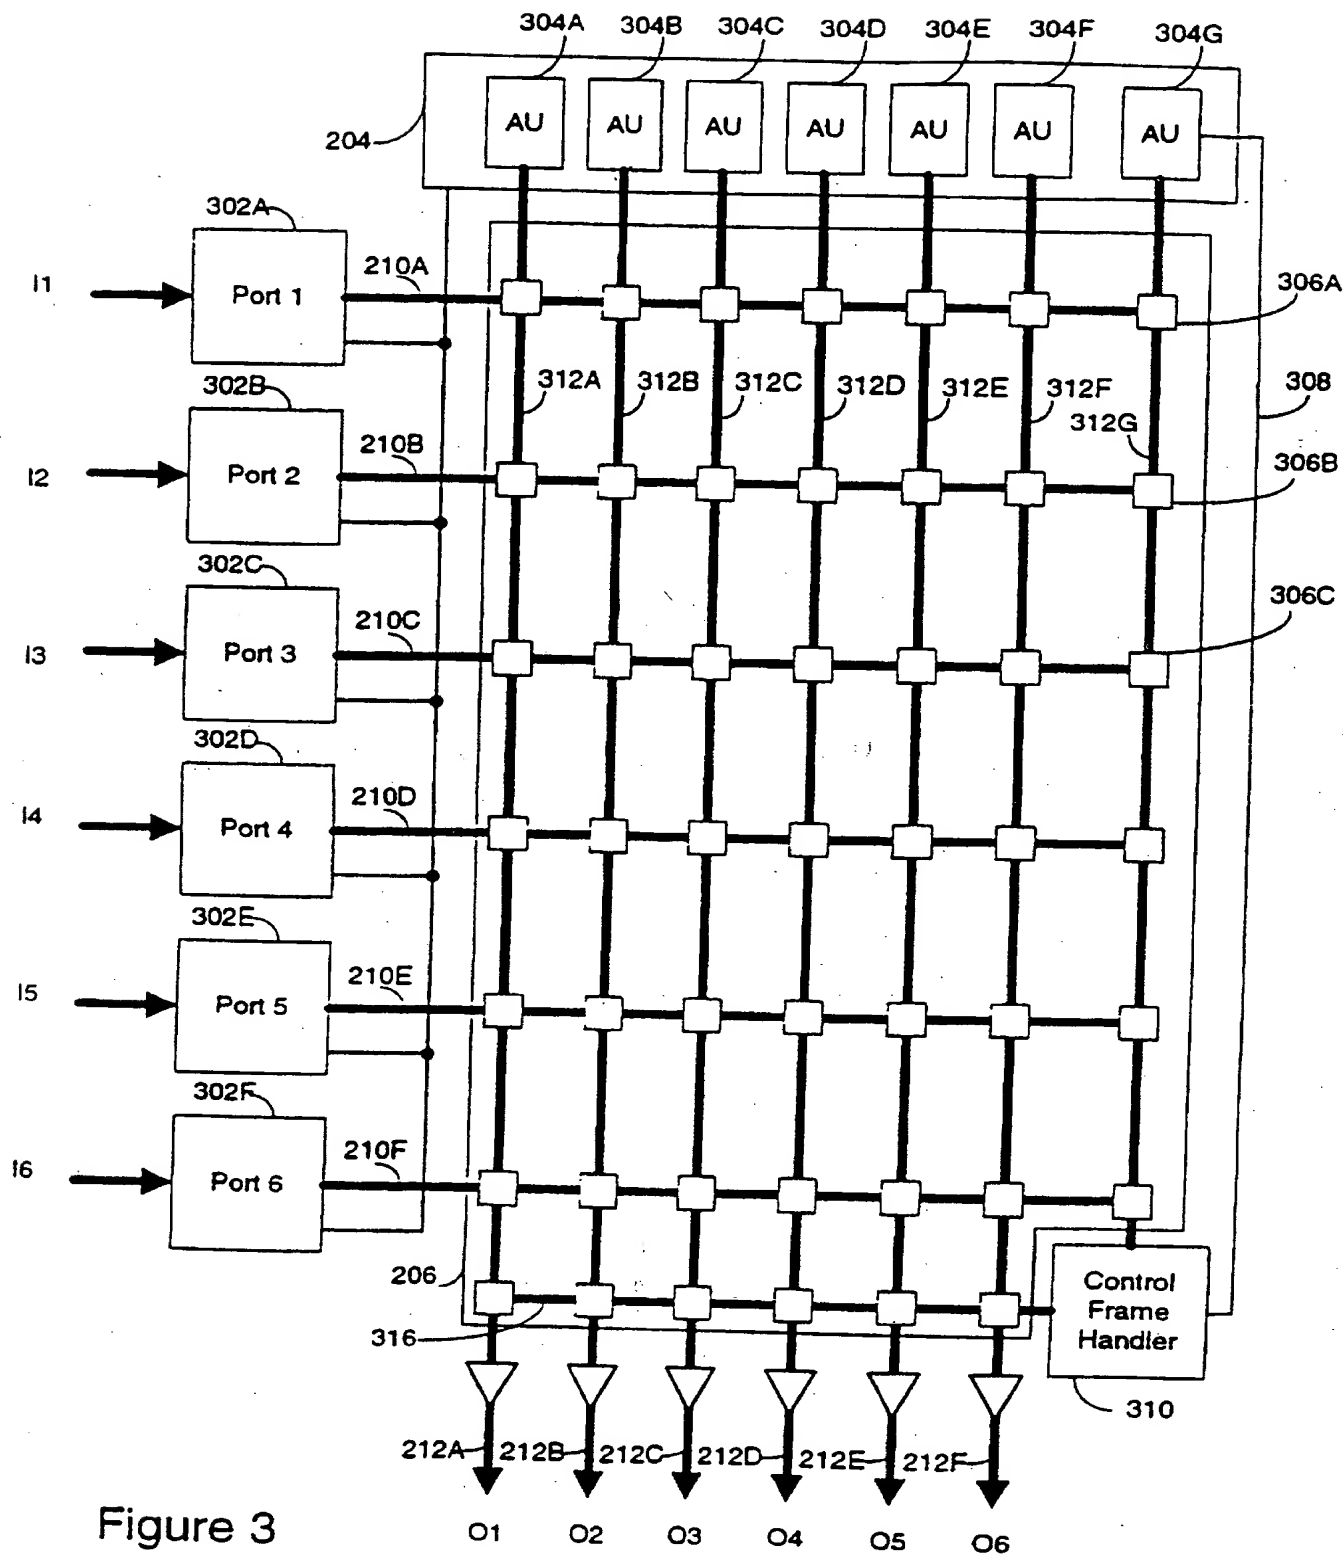 304A 304B 304C 304D 304E 304F 304G
AU AU AU AU AU AU AU
204
302A
I1 Port 1 210A
306A
302B
312A 312B 312C 312D 312E 312F 308
312G
I2 Port 2 210B
306B
302C
I3 Port 3 210C
306C
302D
I4 Port 4 210D
302E
I5 Port 5 210E
302F
I6 Port 6 210F
206
316
Control
Frame
Handler
310
212A 212B 212C 212D 212E 212F
O1 O2 O3 O4 O5 O6
Figure 3